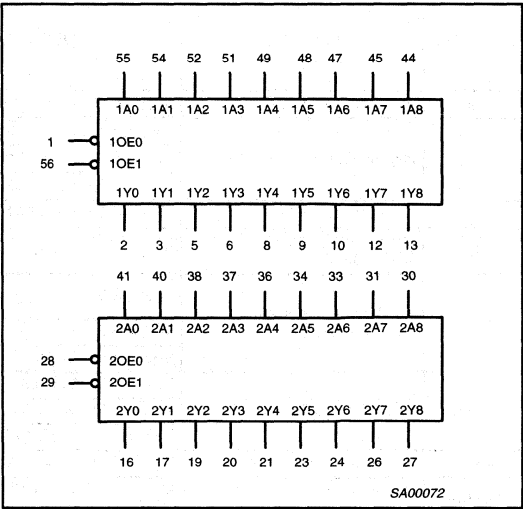 55 54 52 51 49 48 47 45 44
1A0 1A1 1A2 1A3 1A4 1A5 1A6 1A7 1A8
1 1OE0
56 1OE1
1Y0 1Y1 1Y2 1Y3 1Y4 1Y5 1Y6 1Y7 1Y8
2 3 5 6 8 9 10 12 13
41 40 38 37 36 34 33 31 30
2A0 2A1 2A2 2A3 2A4 2A5 2A6 2A7 2A8
28 2OE0
29 2OE1
2Y0 2Y1 2Y2 2Y3 2Y4 2Y5 2Y6 2Y7 2Y8
16 17 19 20 21 23 24 26 27
SA00072